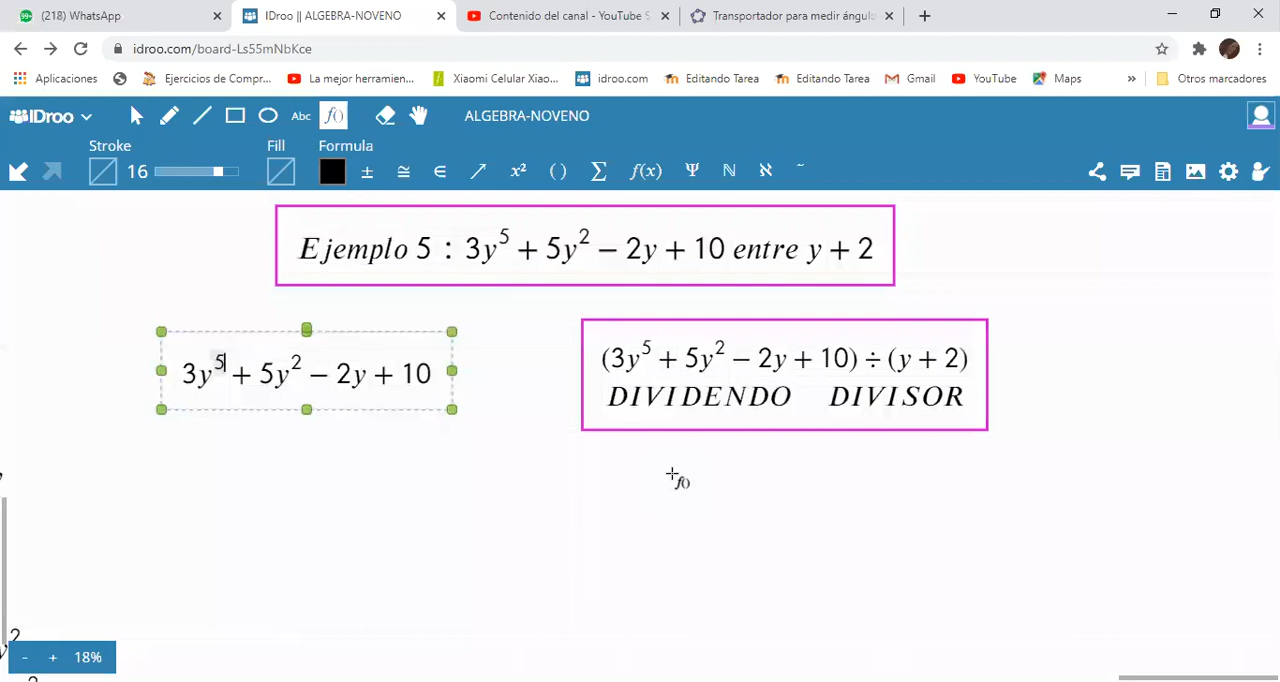 (218) WhatsApp
IDroo || ALGEBRA-NOVENO
Contenido del canal - YouTube S
Transportador para medir ángulo
idroo.com/board-Ls55mNbKce
Aplicaciones
Ejercicios de Compr...
La mejor herramien...
Xiaomi Celular Xiao...
idroo.com
Editando Tarea
Editando Tarea
Gmail
YouTube
Maps
»
Otros marcadores
IDroo
Abc
f()
ALGEBRA-NOVENO
Stroke
Fill
Formula
16
± ≅ ∈ x² ( ) ∑ f(x) Ψ ℕ ℵ ~
Ejemplo 5 : 3y⁵ + 5y² − 2y + 10 entre y + 2
3y⁵ + 5y² − 2y + 10
(3y⁵ + 5y² − 2y + 10) ÷ (y + 2)
DIVIDENDO DIVISOR
f()
- + 18%